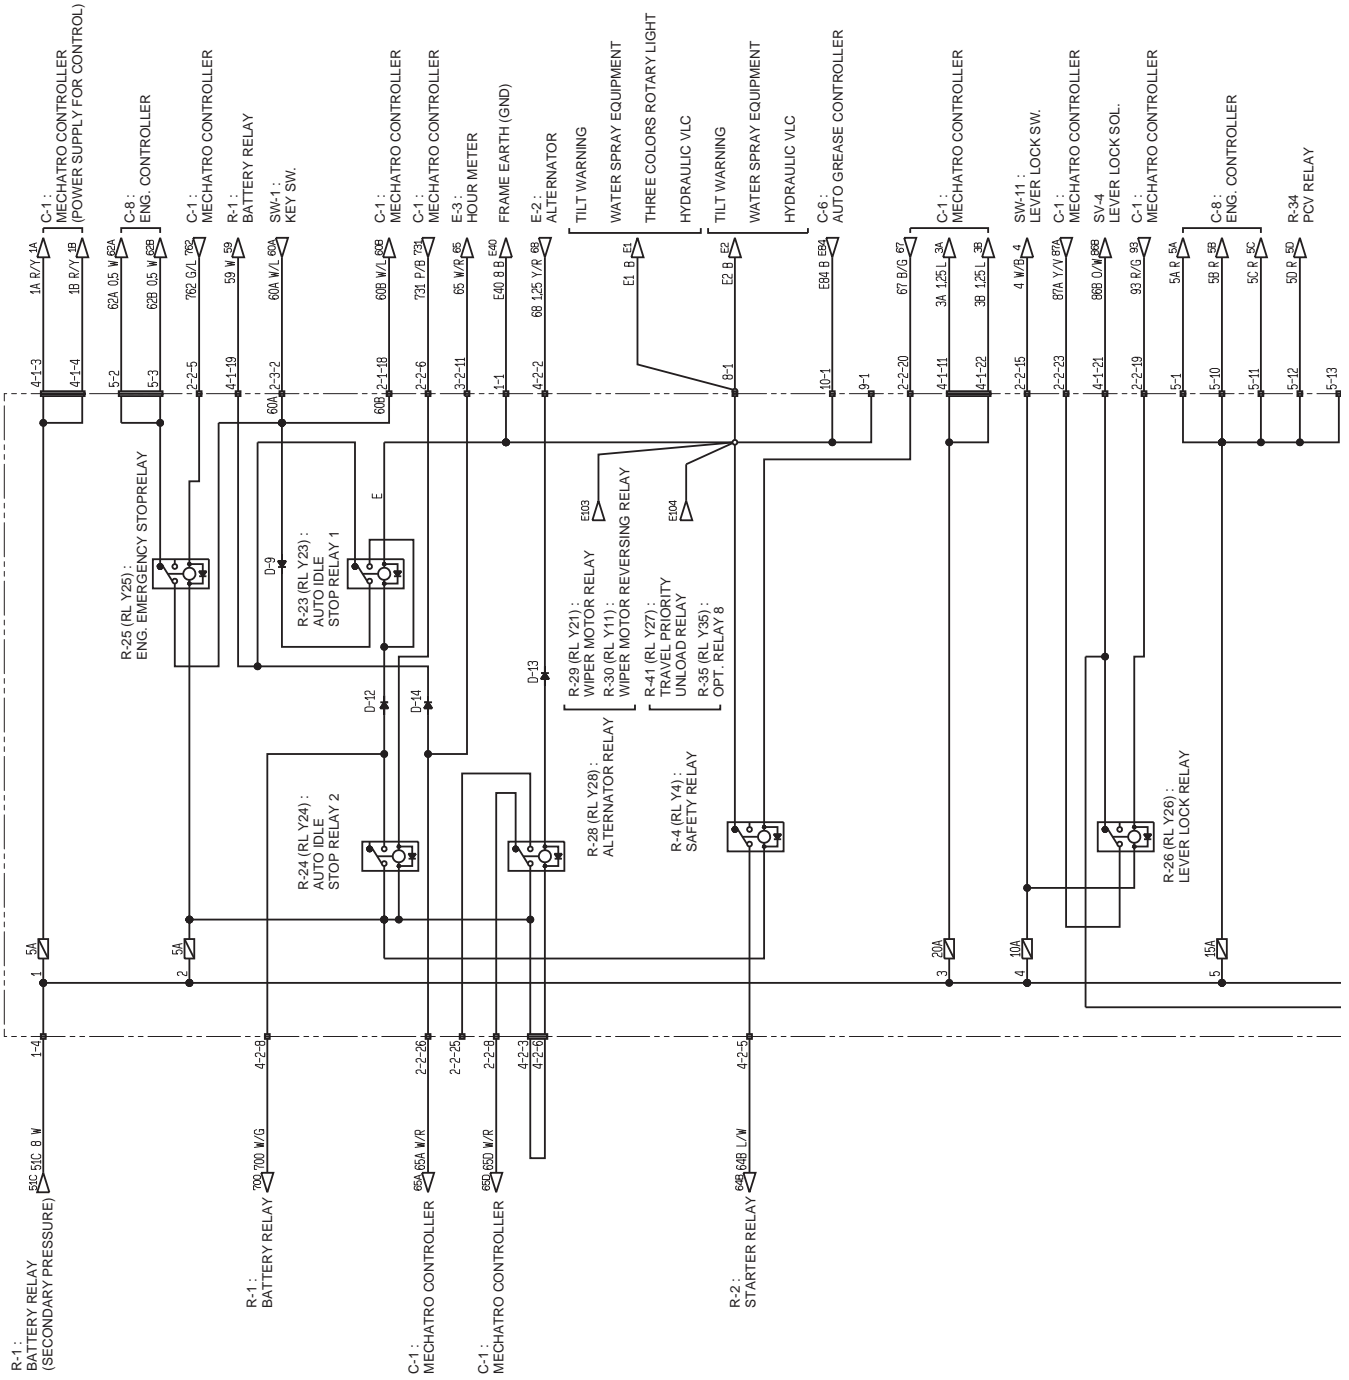 C-1 :
MECHATRO CONTROLLER
(POWER SUPPLY FOR CONTROL)
C-8 :
ENG. CONTROLLER
C-1 :
MECHATRO CONTROLLER
R-1 :
BATTERY RELAY
SW-1 :
KEY SW.
C-1 :
MECHATRO CONTROLLER
C-1 :
MECHATRO CONTROLLER
E-3 :
HOUR METER
FRAME EARTH (GND)
E-2 :
ALTERNATOR
TILT WARNING
WATER SPRAY EQUIPMENT
THREE COLORS ROTARY LIGHT
HYDRAULIC VLC
TILT WARNING
WATER SPRAY EQUIPMENT
HYDRAULIC VLC
C-6 :
AUTO GREASE CONTROLLER
C-1 :
MECHATRO CONTROLLER
SW-11 :
LEVER LOCK SW.
C-1 :
MECHATRO CONTROLLER
SV-4
LEVER LOCK SOL.
C-1 :
MECHATRO CONTROLLER
C-8 :
ENG. CONTROLLER
R-34
PCV RELAY
1A R/Y 1A
1B R/Y 1B
62A 0.5 W 62A
62B 0.5 W 62B
762 G/L 762
59 W 59
60A W/L 60A
60B W/L 60B
731 P/B 731
65 W/R 65
E40 8 B E40
68 1.25 Y/R 68
E1 B E1
E2 B E2
E84 B E84
67 B/G 67
3A 1.25 L 3A
3B 1.25 L 3B
4 W/B 4
87A Y/V 87A
86B O/W 86B
93 R/G 93
5A R 5A
5B R 5B
5C R 5C
5D R 5D
4-1-3
4-1-4
5-2
5-3
2-2-5
4-1-19
60A 2-3-2
60B 2-1-18
2-2-6
3-2-11
1-1
4-2-2
8-1
10-1
9-1
2-2-20
4-1-11
4-1-22
2-2-15
2-2-23
4-1-21
2-2-19
5-1
5-10
5-11
5-12
5-13
E
E103
E104
R-25 (RL Y25) :
ENG. EMERGENCY STOPRELAY
D-9
R-23 (RL Y23) :
AUTO IDLE
STOP RELAY 1
D-12
D-14
D-13
R-29 (RL Y21) :
WIPER MOTOR RELAY
R-30 (RL Y11) :
WIPER MOTOR REVERSING RELAY
R-41 (RL Y27) :
TRAVEL PRIORITY
UNLOAD RELAY
R-35 (RL Y35) :
OPT. RELAY 8
R-24 (RL Y24) :
AUTO IDLE
STOP RELAY 2
R-28 (RL Y28) :
ALTERNATOR RELAY
R-4 (RL Y4) :
SAFETY RELAY
R-26 (RL Y26) :
LEVER LOCK RELAY
1 5A
2 5A
3 20A
4 10A
5 15A
1-4
4-2-8
2-2-26
2-2-25
2-2-8
4-2-3
4-2-6
4-2-5
51C 51C 8 W
700 700 W/G
65A 65A W/R
65D 65D W/R
64B 64B L/W
R-1 :
BATTERY RELAY
(SECONDARY PRESSURE)
R-1 :
BATTERY RELAY
C-1 :
MECHATRO CONTROLLER
C-1 :
MECHATRO CONTROLLER
R-2 :
STARTER RELAY